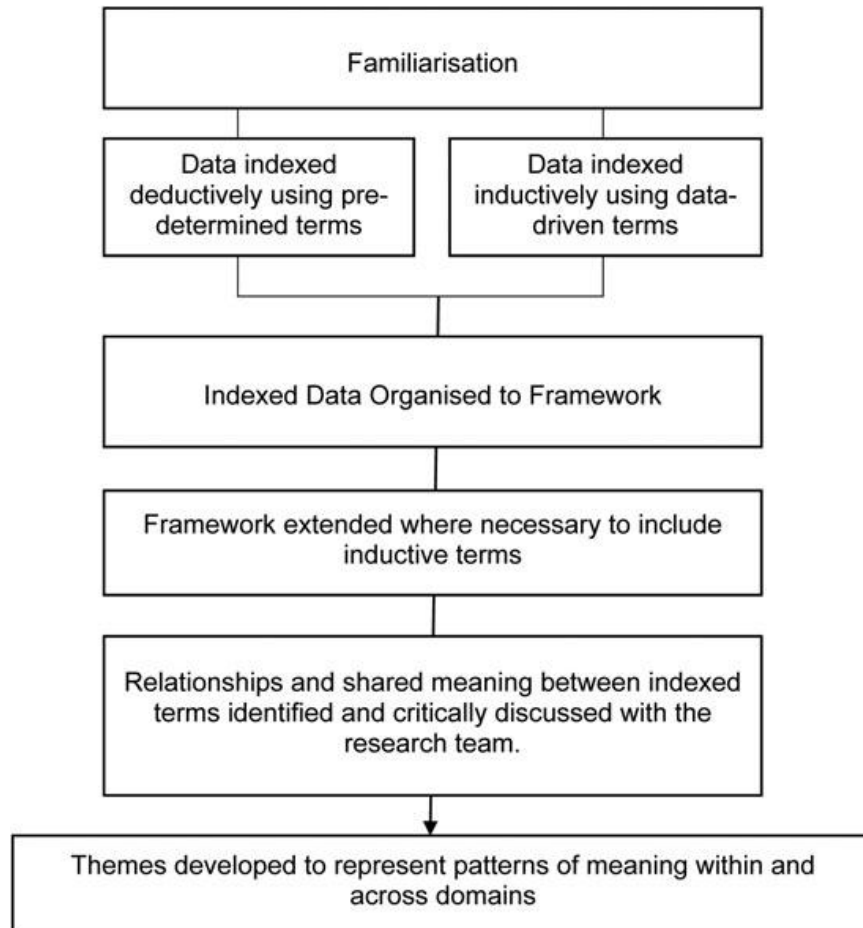 Familiarisation
Data indexed
deductively using pre-
determined terms
Data indexed
inductively using data-
driven terms
Indexed Data Organised to Framework
Framework extended where necessary to include
inductive terms
Relationships and shared meaning between indexed
terms identified and critically discussed with the
research team.
Themes developed to represent patterns of meaning within and
across domains